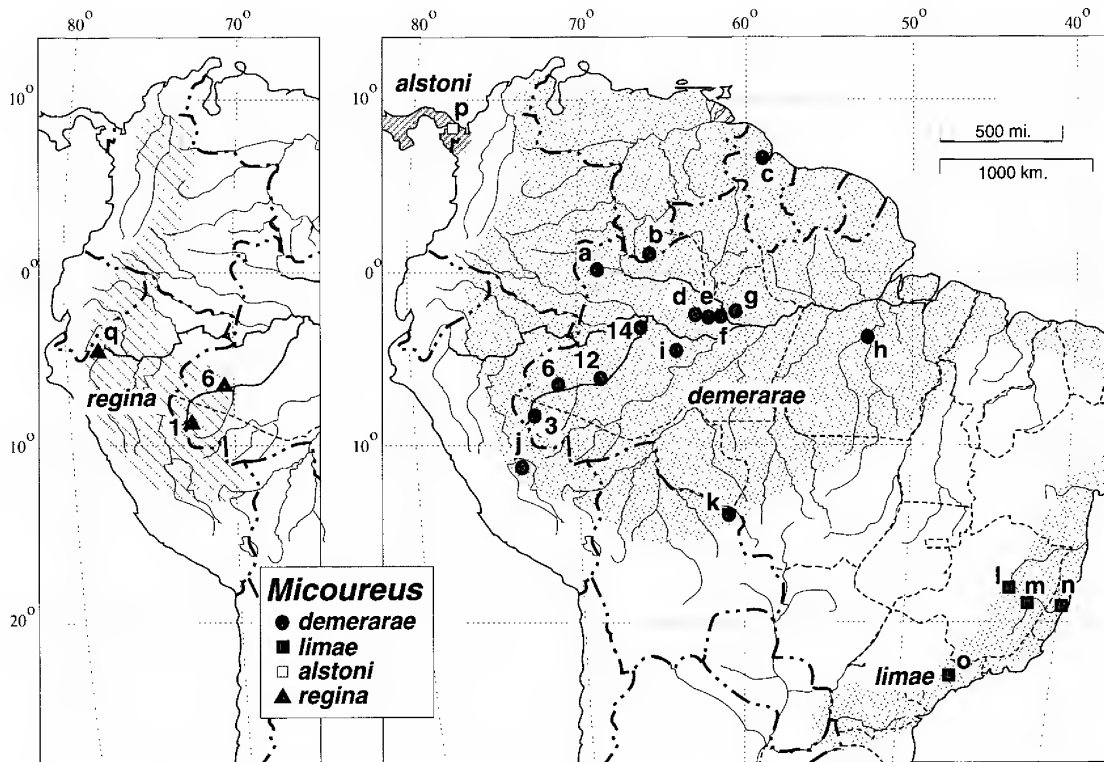 80° 70° 80° 70° 60° 50° 40°
alstoni
p
10° 10°
500 mi.
1000 km.
c
b
a
0° 0°
d e g
f
q
14
i
h
12
6 6
regina
demerarae
1
3
10° 10°
j
k
l m n
Micoureus
demerarae
limae
alstoni
regina
20° 20°
o
limae